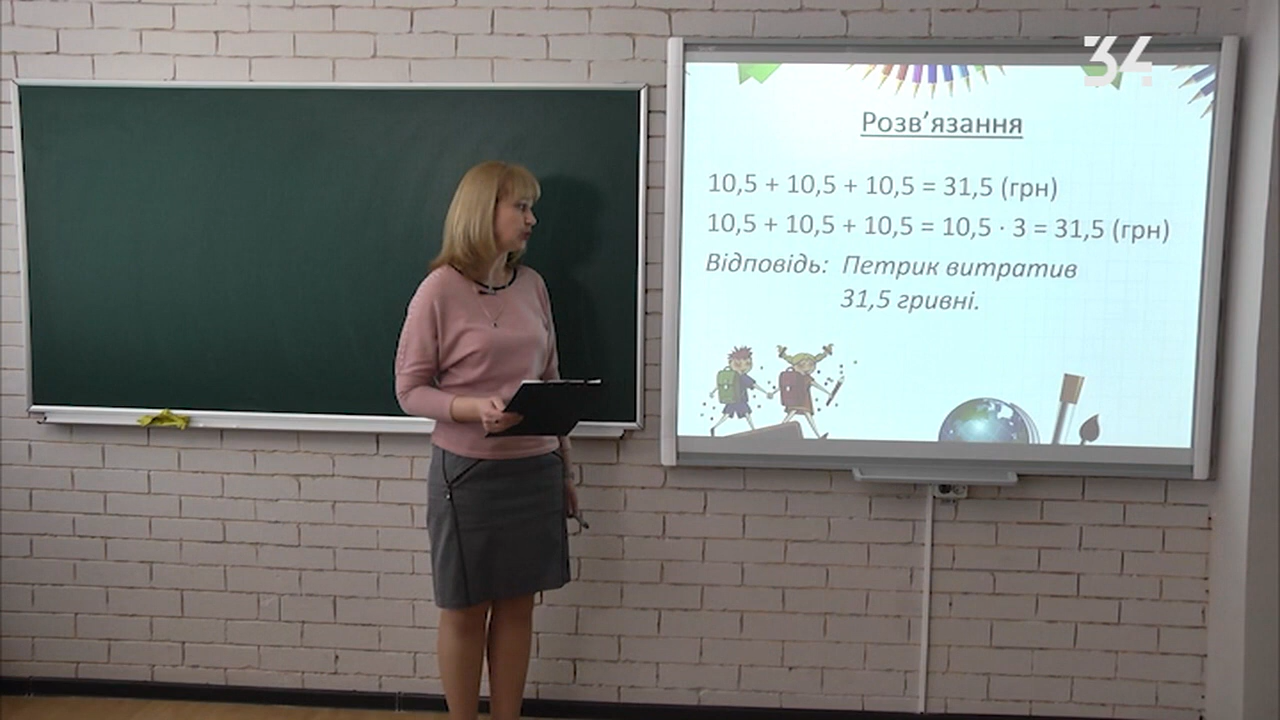 34
Розв’язання
10,5 + 10,5 + 10,5 = 31,5 (грн)
10,5 + 10,5 + 10,5 = 10,5 · 3 = 31,5 (грн)
Відповідь: Петрик витратив
31,5 гривні.